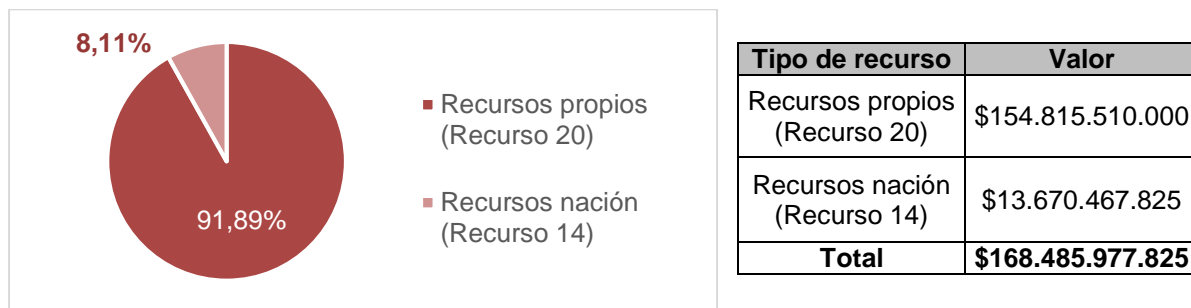 8,11%
91,89%
Recursos propios
(Recurso 20)
Recursos nación
(Recurso 14)
Tipo de recurso Valor
Recursos propios
(Recurso 20)
$154.815.510.000
Recursos nación
(Recurso 14)
$13.670.467.825
Total $168.485.977.825